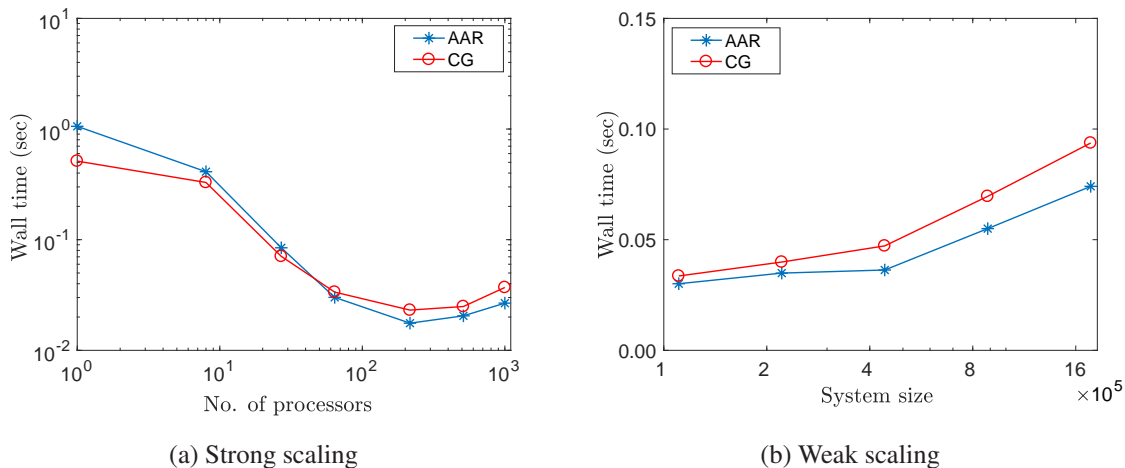 10^1
10^0
10^-1
10^-2
Wall time (sec)
AAR
CG
10^0
10^1
10^2
10^3
No. of processors
(a) Strong scaling
0.15
0.10
0.05
0.00
Wall time (sec)
AAR
CG
1
2
4
8
16
×10^5
System size
(b) Weak scaling